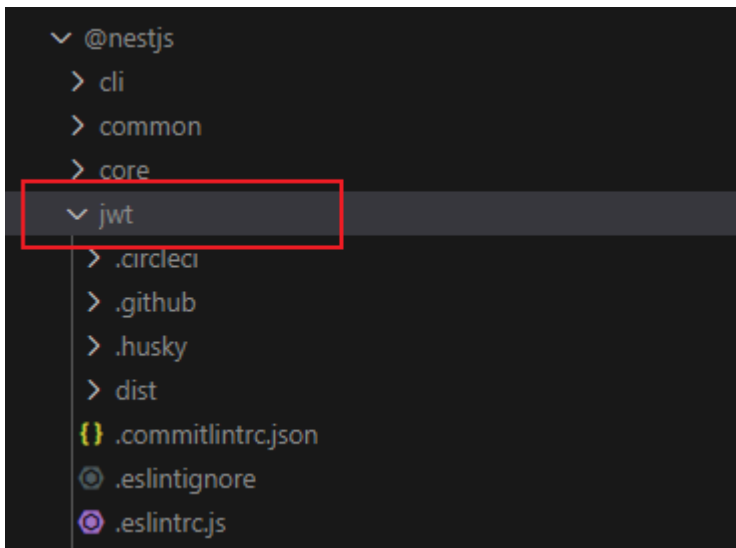 @nestjs
cli
common
core
jwt
.circleci
.github
.husky
dist
.commitlintrc.json
.eslintignore
.eslintrc.js